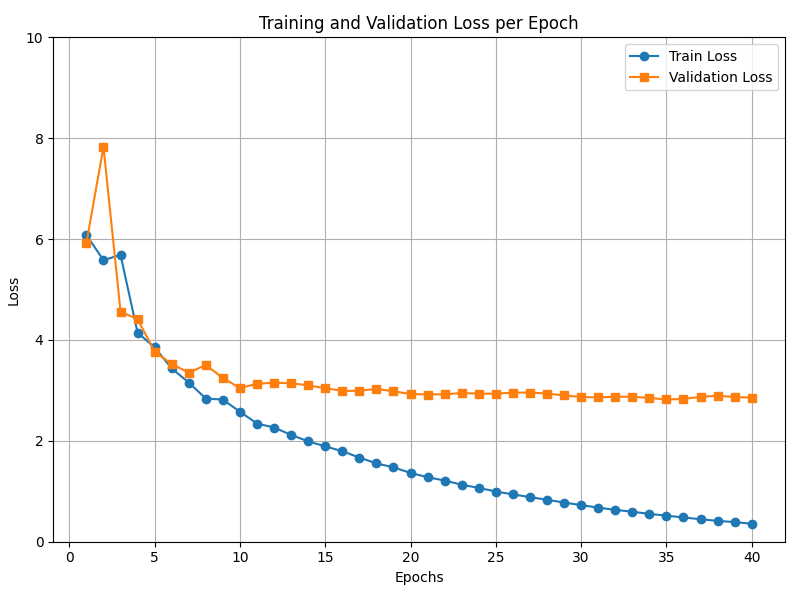 Training and Validation Loss per Epoch
Train Loss
Validation Loss
10
8
6
4
2
0
Loss
0 5 10 15 20 25 30 35 40
Epochs